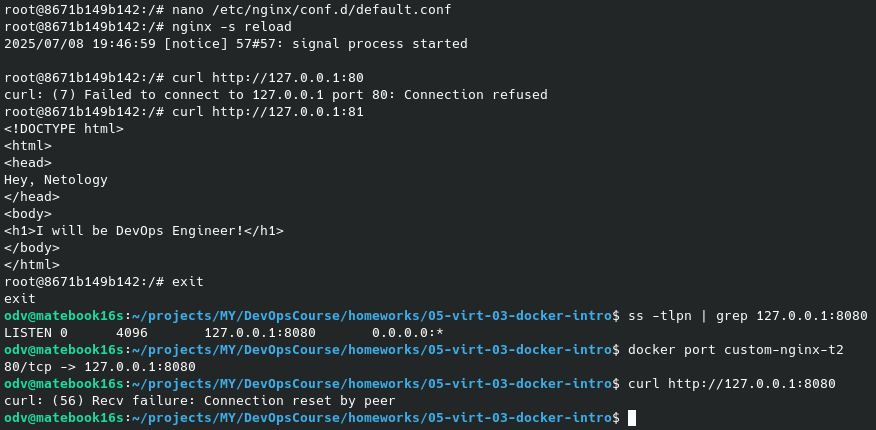 root@8671b149b142:/# nano /etc/nginx/conf.d/default.conf
root@8671b149b142:/# nginx -s reload
2025/07/08 19:46:59 [notice] 57#57: signal process started
root@8671b149b142:/# curl http://127.0.0.1:80
curl: (7) Failed to connect to 127.0.0.1 port 80: Connection refused
root@8671b149b142:/# curl http://127.0.0.1:81
<!DOCTYPE html>
<html>
<head>
Hey, Netology
</head>
<body>
<h1>I will be DevOps Engineer!</h1>
</body>
</html>
root@8671b149b142:/# exit
exit
odv@matebook16s:~/projects/MY/DevOpsCourse/homeworks/05-virt-03-docker-intro$ ss -tlpn | grep 127.0.0.1:8080
LISTEN 0      4096       127.0.0.1:8080       0.0.0.0:*
odv@matebook16s:~/projects/MY/DevOpsCourse/homeworks/05-virt-03-docker-intro$ docker port custom-nginx-t2
80/tcp -> 127.0.0.1:8080
odv@matebook16s:~/projects/MY/DevOpsCourse/homeworks/05-virt-03-docker-intro$ curl http://127.0.0.1:8080
curl: (56) Recv failure: Connection reset by peer
odv@matebook16s:~/projects/MY/DevOpsCourse/homeworks/05-virt-03-docker-intro$